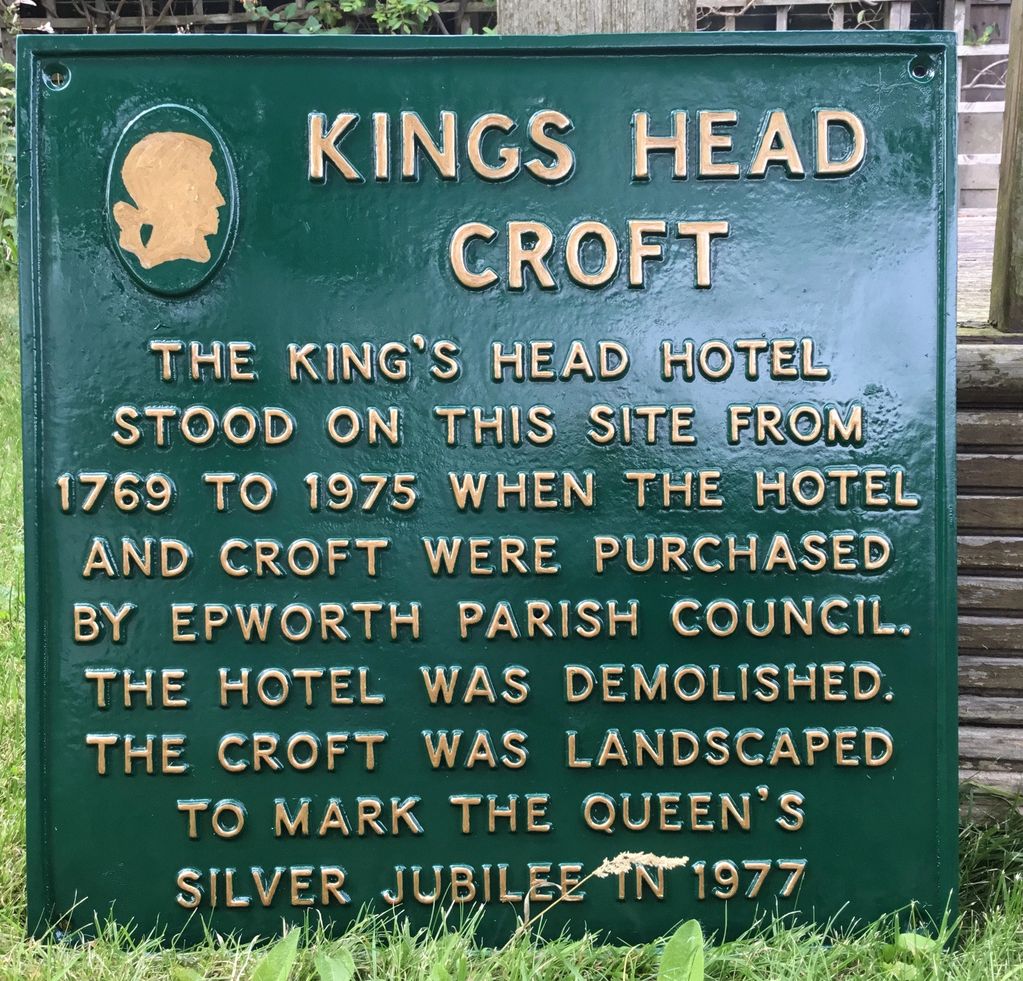 KINGS HEAD
CROFT
THE KING'S HEAD HOTEL
STOOD ON THIS SITE FROM
1769 TO 1975 WHEN THE HOTEL
AND CROFT WERE PURCHASED
BY EPWORTH PARISH COUNCIL.
THE HOTEL WAS DEMOLISHED.
THE CROFT WAS LANDSCAPED
TO MARK THE QUEEN'S
SILVER JUBILEE IN 1977